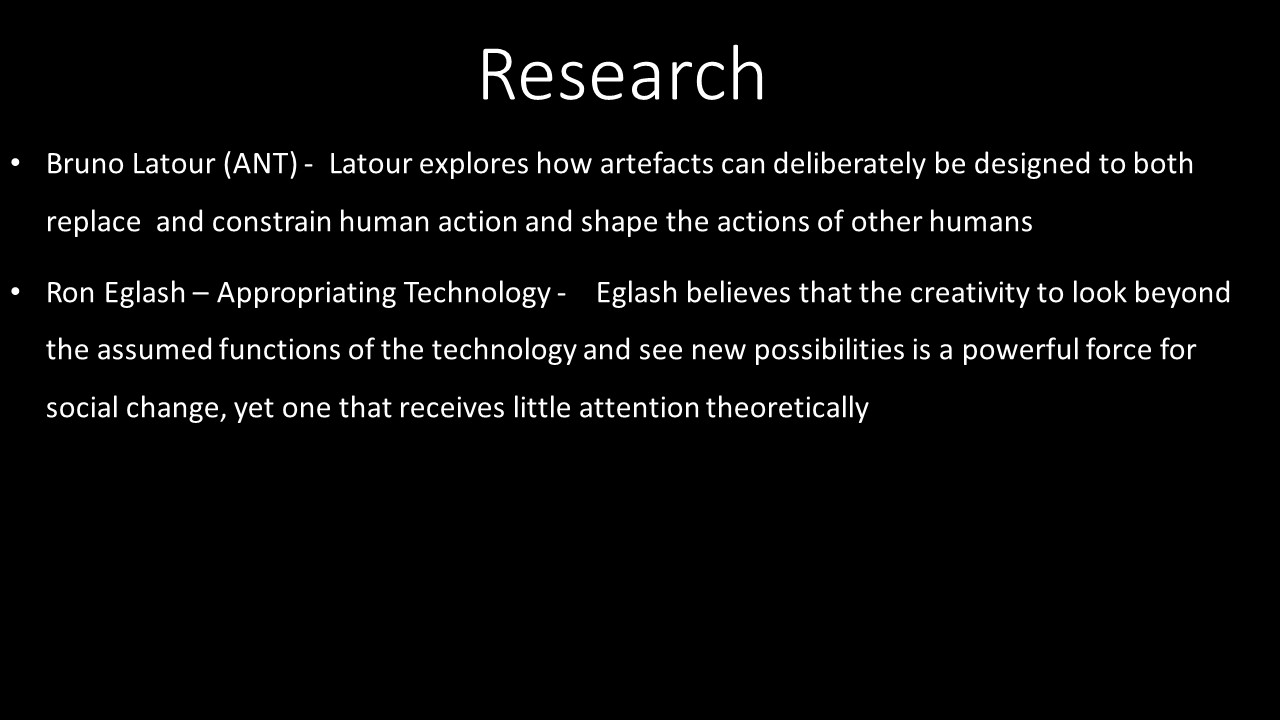 Research
• Bruno Latour (ANT) -  Latour explores how artefacts can deliberately be designed to both
replace  and constrain human action and shape the actions of other humans
• Ron Eglash – Appropriating Technology -    Eglash believes that the creativity to look beyond
the assumed functions of the technology and see new possibilities is a powerful force for
social change, yet one that receives little attention theoretically